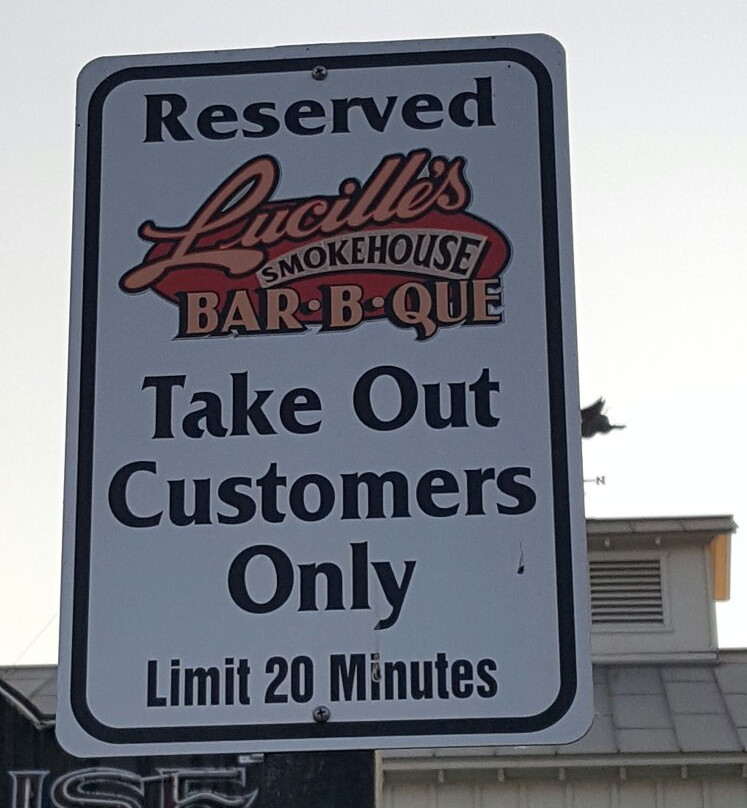 Reserved
Lucille's
SMOKEHOUSE
BAR·B·QUE
Take Out
Customers
Only
Limit 20 Minutes
N